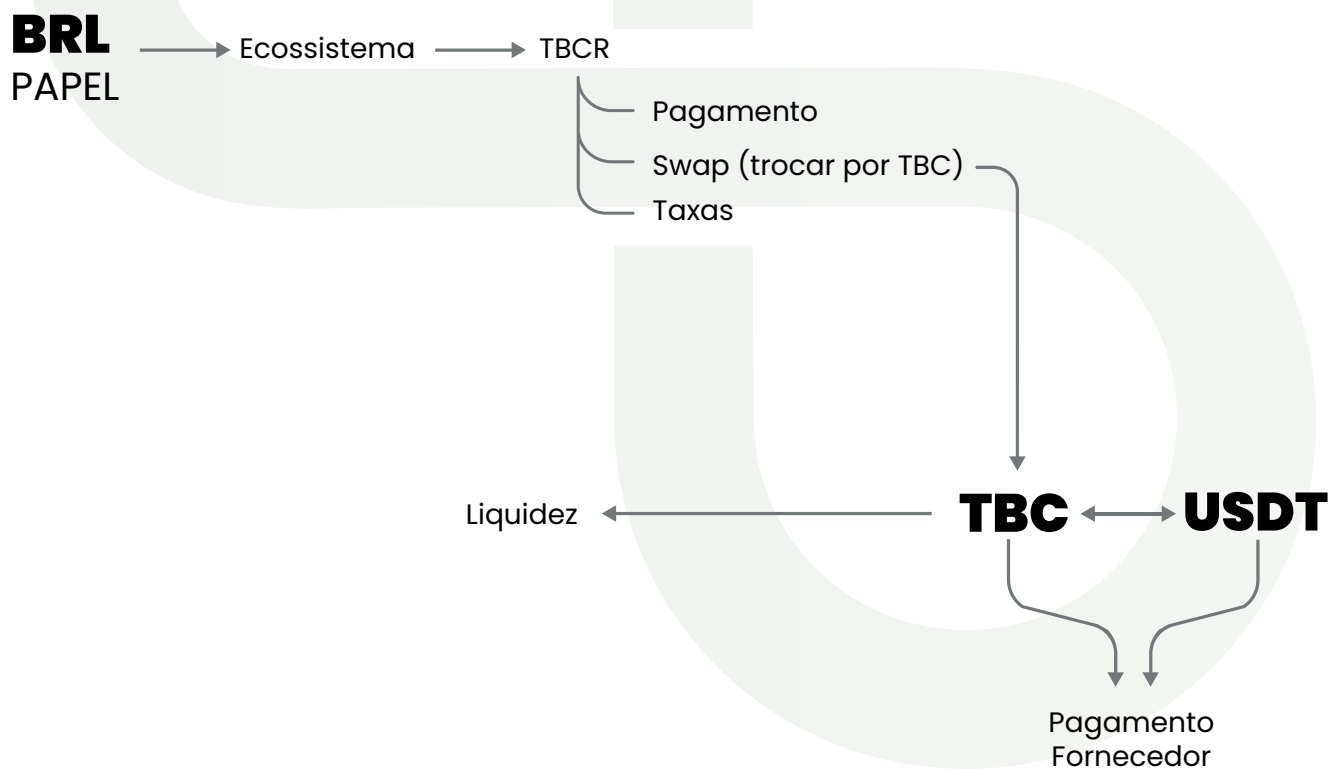 BRL
PAPEL
Ecossistema
TBCR
Pagamento
Swap (trocar por TBC)
Taxas
Liquidez
TBC
USDT
Pagamento
Fornecedor